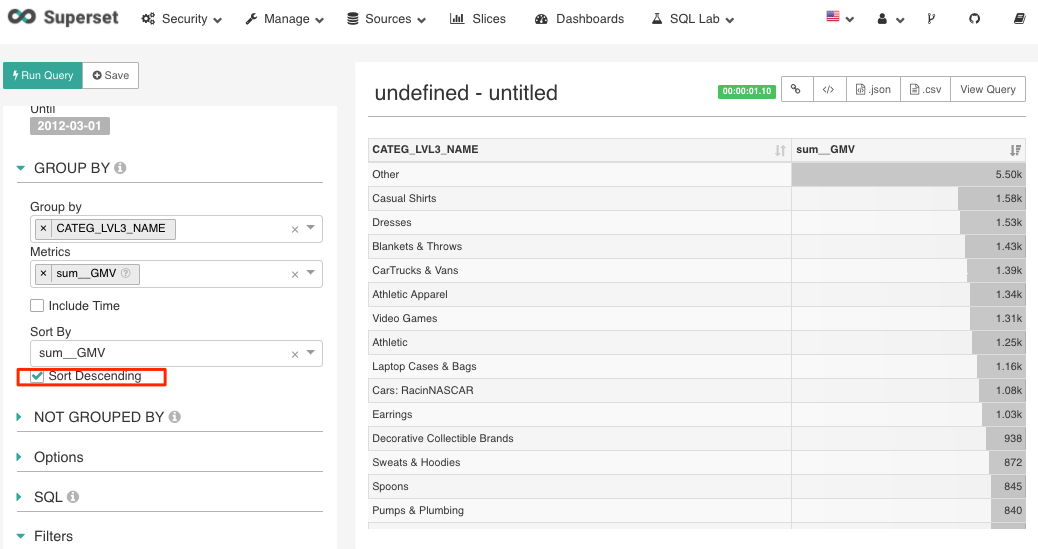 Superset Security Manage Sources Slices Dashboards SQL Lab
Run Query Save
Until
2012-03-01
GROUP BY
Group by
× CATEG_LVL3_NAME ×
Metrics
× sum__GMV ×
Include Time
Sort By
sum__GMV ×
Sort Descending
NOT GROUPED BY
Options
SQL
Filters
undefined - untitled
00:00:01.10 </> .json .csv View Query
CATEG_LVL3_NAME sum__GMV
Other 5.50k
Casual Shirts 1.58k
Dresses 1.53k
Blankets & Throws 1.43k
CarTrucks & Vans 1.39k
Athletic Apparel 1.34k
Video Games 1.31k
Athletic 1.25k
Laptop Cases & Bags 1.16k
Cars: RacinNASCAR 1.08k
Earrings 1.03k
Decorative Collectible Brands 938
Sweats & Hoodies 872
Spoons 845
Pumps & Plumbing 840